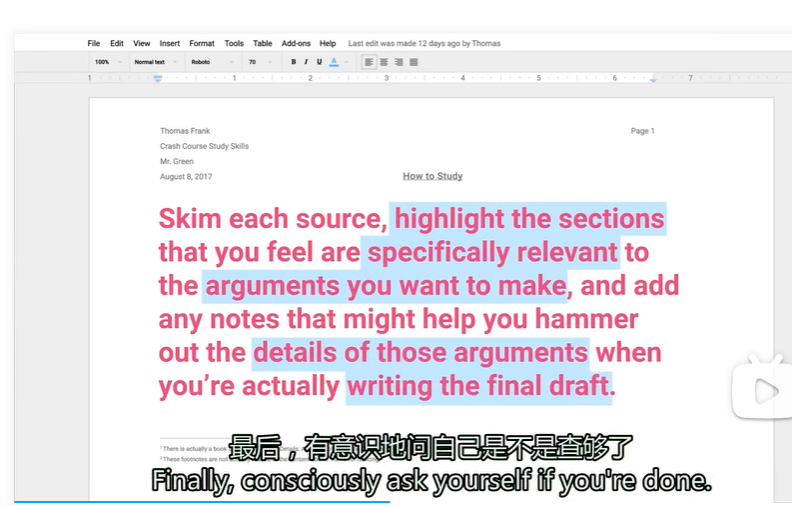 File Edit View Insert Format Tools Table Add-ons Help Last edit was made 12 days ago by Thomas
100% Normal text Roboto 70 B I U A
1 1 2 3 4 5 6 7
Thomas Frank Page 1
Crash Course Study Skills
Mr. Green
August 8, 2017 How to Study
Skim each source, highlight the sections
that you feel are specifically relevant to
the arguments you want to make, and add
any notes that might help you hammer
out the details of those arguments when
you’re actually writing the final draft.
1 There is actually a book
2 These footnotes are not
最后，有意识地问自己是不是查够了
Finally, consciously ask yourself if you're done.